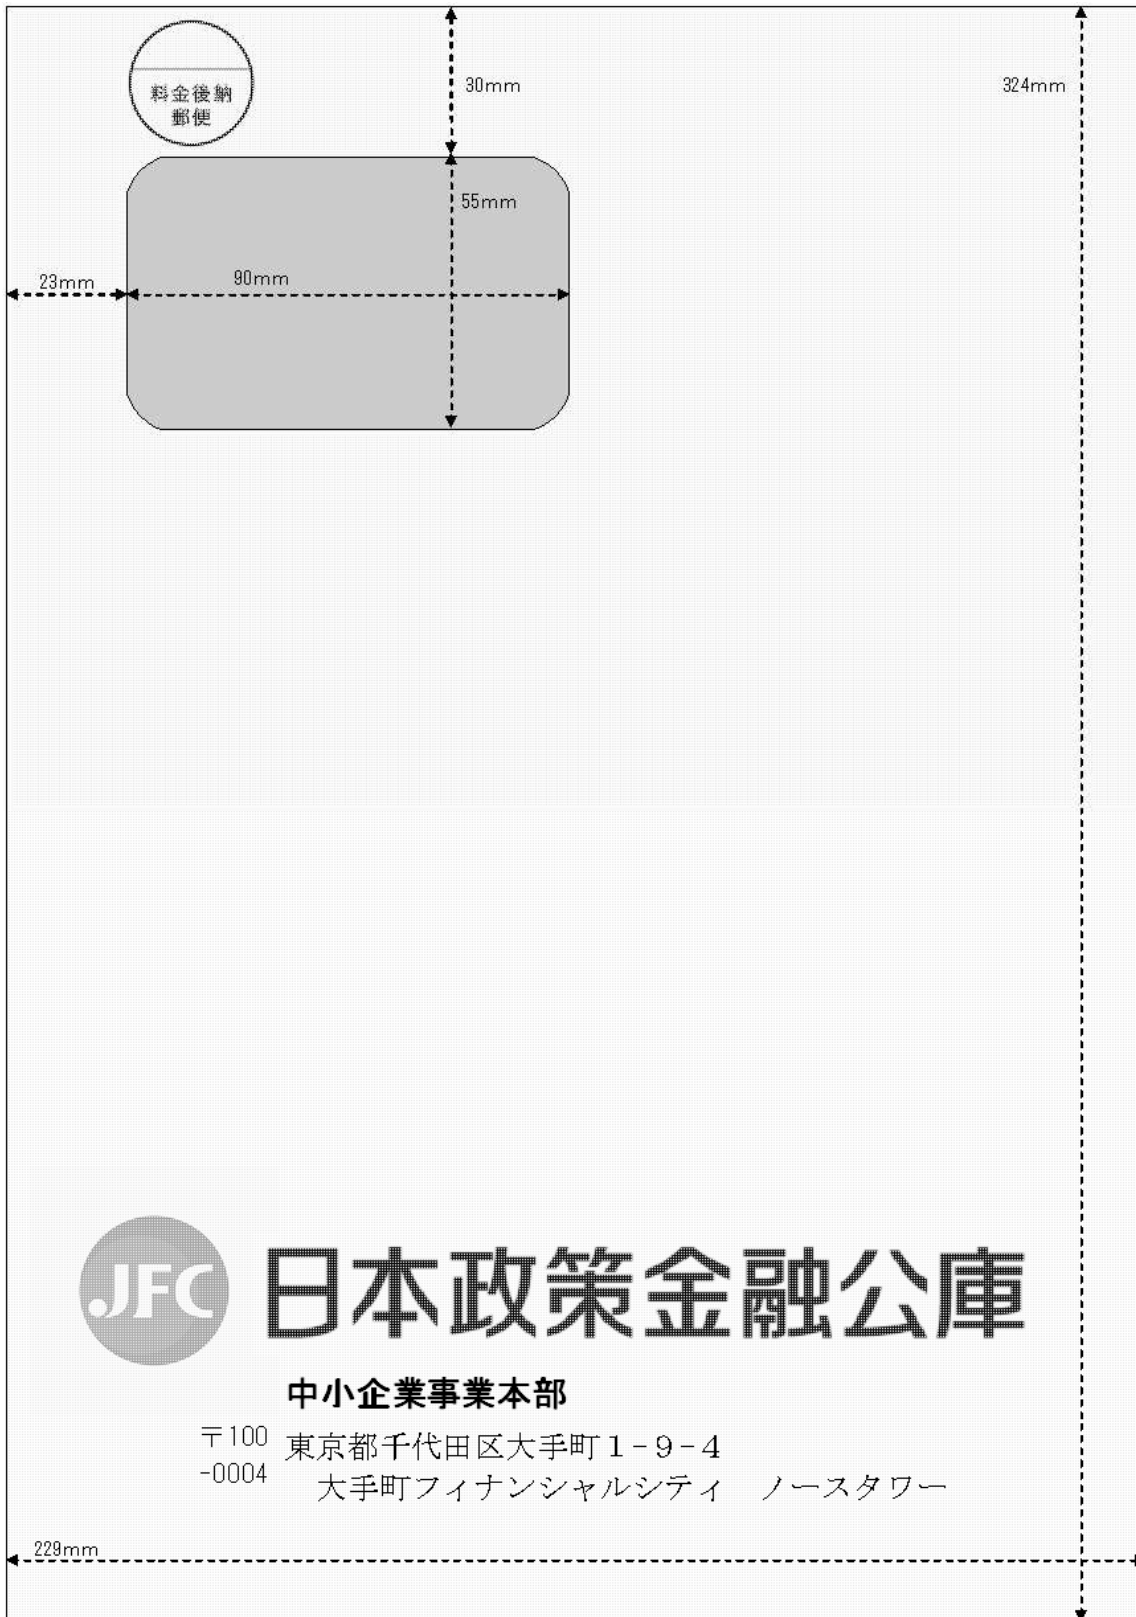 料金後納
郵便
30mm
324mm
55mm
23mm
90mm
JFC
日本政策金融公庫
中小企業事業本部
〒100
-0004
東京都千代田区大手町１-９-４
大手町フィナンシャルシティ　ノースタワー
229mm